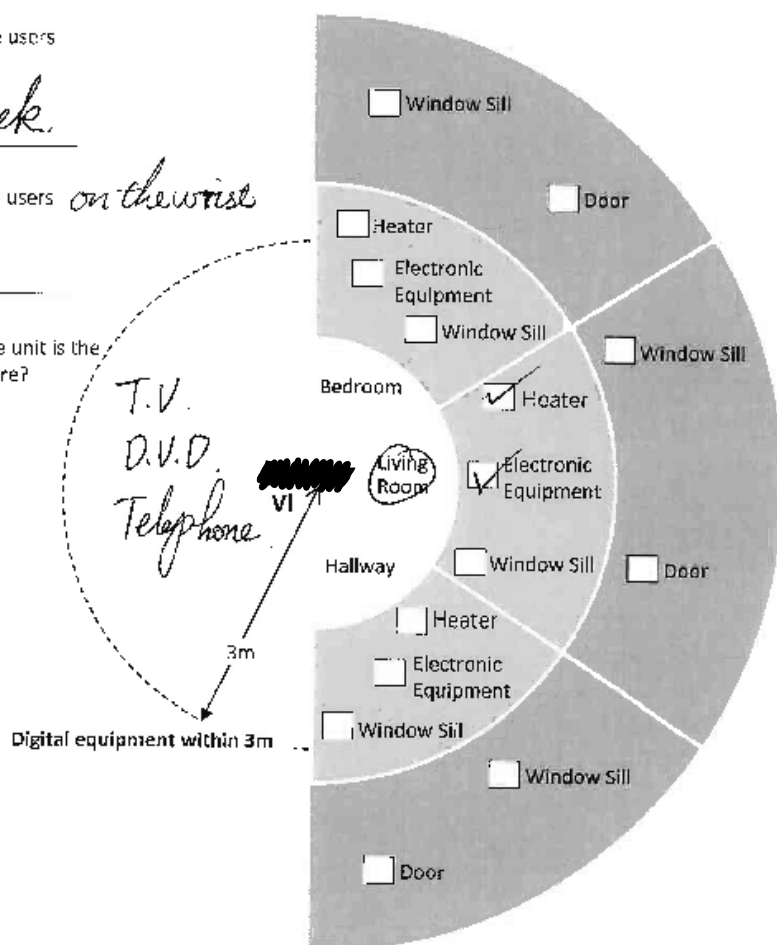 e users
ek.
users on the wrist
e unit is the
re?
Window Sill
Door
Heater
Electronic
Equipment
Window Sill
Bedroom
Window Sill
Heater
T.V.
D.V.D.
Telephone
VI
Living
Room
Electronic
Equipment
Window Sill
Door
Hallway
Heater
Electronic
Equipment
Window Sill
3m
Digital equipment within 3m
Window Sill
Door